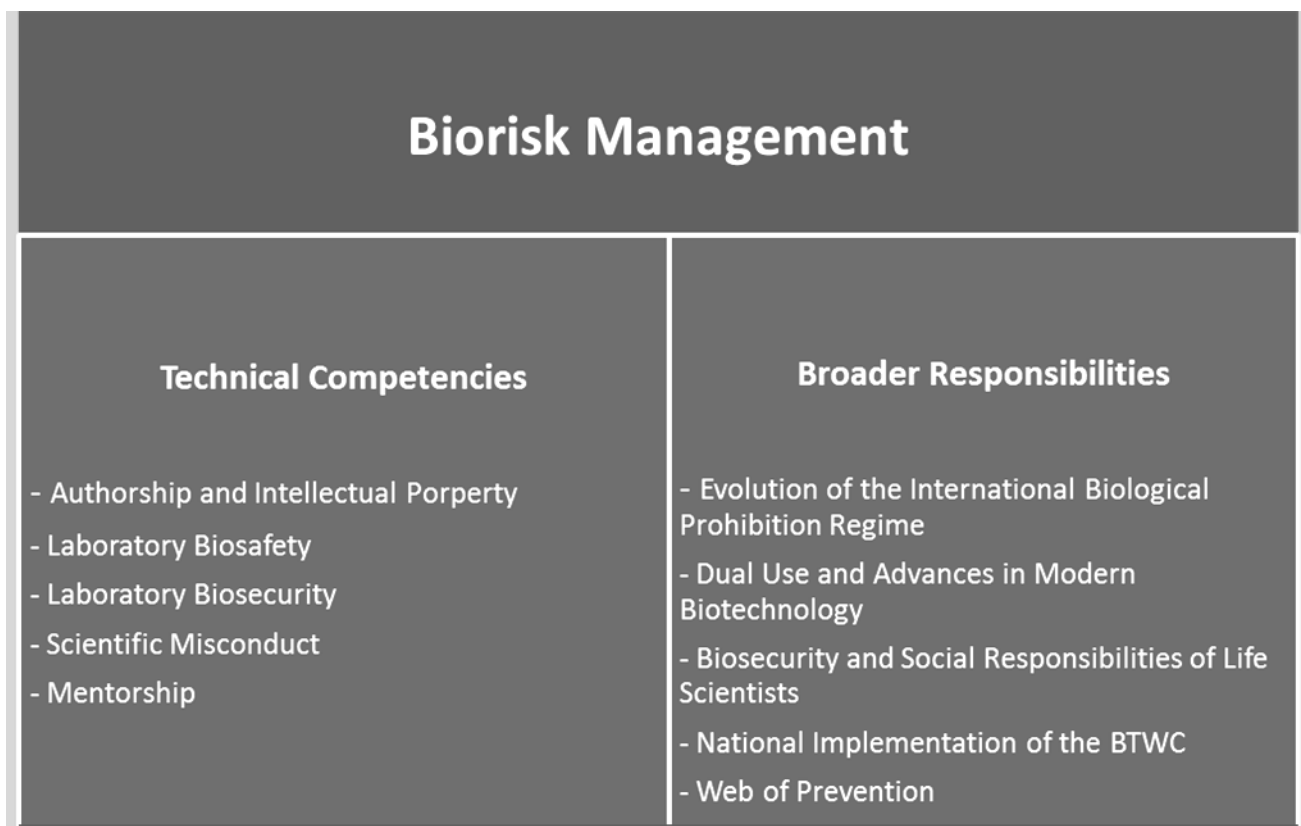 Biorisk Management
Technical Competencies
- Authorship and Intellectual Porperty
- Laboratory Biosafety
- Laboratory Biosecurity
- Scientific Misconduct
- Mentorship
Broader Responsibilities
- Evolution of the International Biological
Prohibition Regime
- Dual Use and Advances in Modern
Biotechnology
- Biosecurity and Social Responsibilities of Life
Scientists
- National Implementation of the BTWC
- Web of Prevention